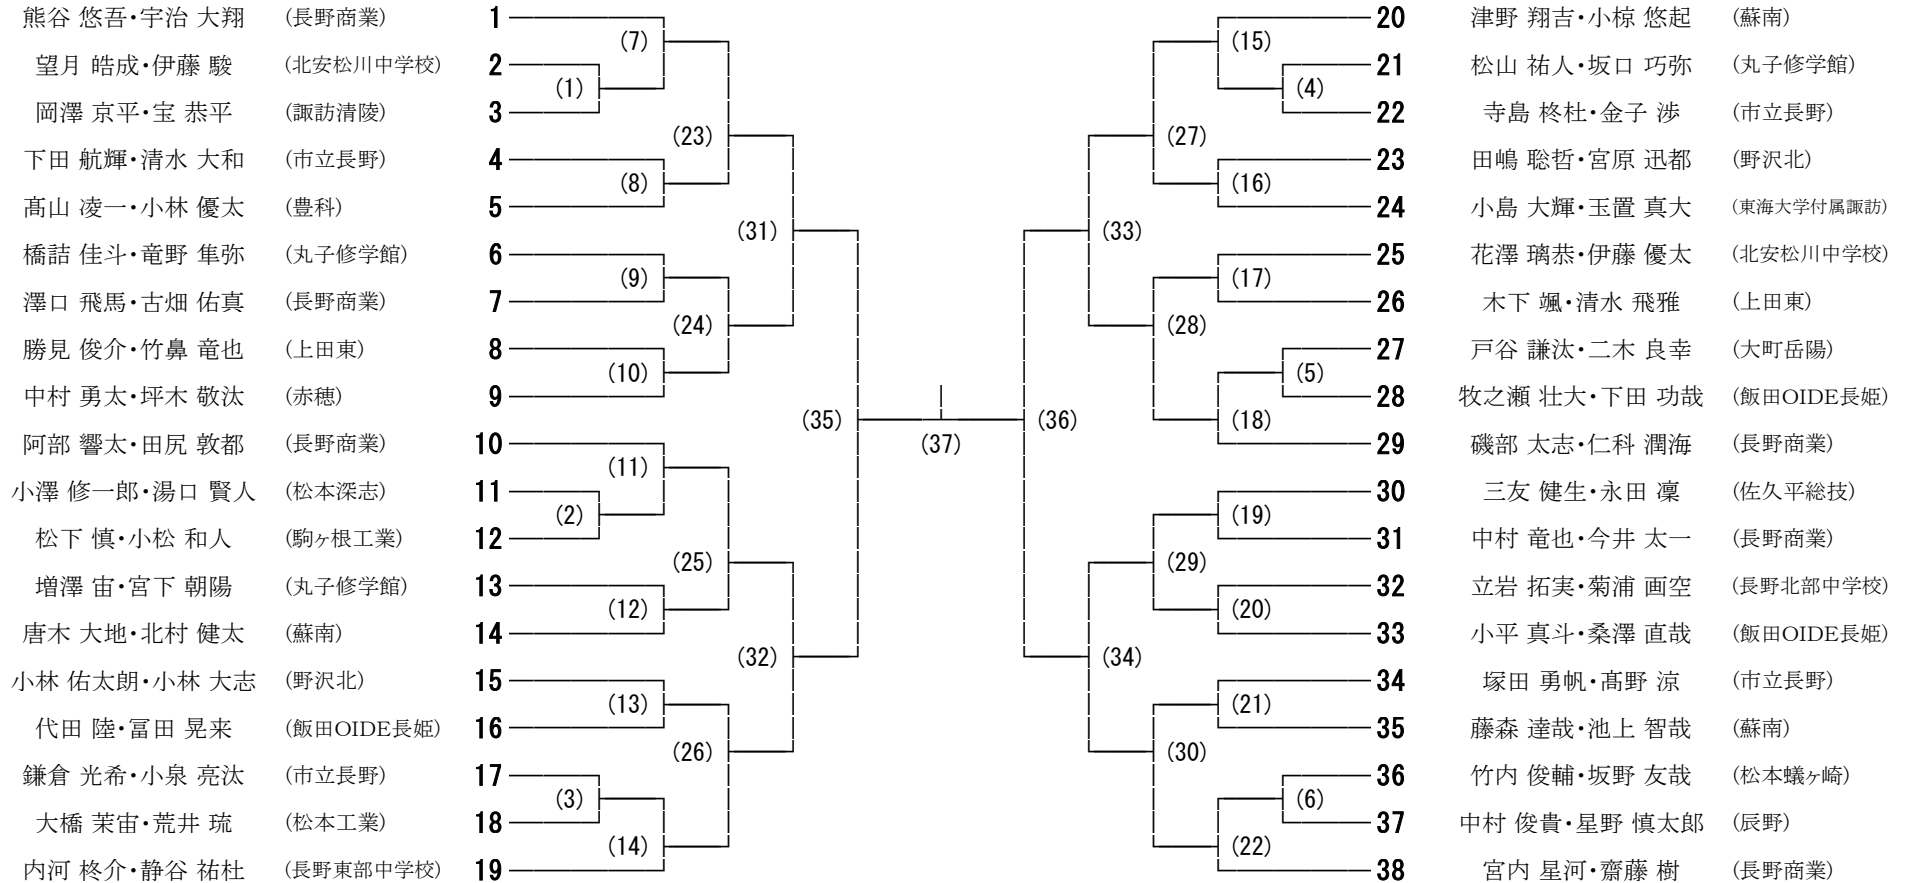 熊谷 悠吾・宇治 大翔 (長野商業) 1
望月 皓成・伊藤 駿 (北安松川中学校) 2
岡澤 京平・宝 恭平 (諏訪清陵) 3
下田 航輝・清水 大和 (市立長野) 4
髙山 凌一・小林 優太 (豊科) 5
橋詰 佳斗・竜野 隼弥 (丸子修学館) 6
澤口 飛馬・古畑 佑真 (長野商業) 7
勝見 俊介・竹鼻 竜也 (上田東) 8
中村 勇太・坪木 敬汰 (赤穂) 9
阿部 響太・田尻 敦都 (長野商業) 10
小澤 修一郎・湯口 賢人 (松本深志) 11
松下 慎・小松 和人 (駒ヶ根工業) 12
増澤 宙・宮下 朝陽 (丸子修学館) 13
唐木 大地・北村 健太 (蘇南) 14
小林 佑太朗・小林 大志 (野沢北) 15
代田 陸・冨田 晃来 (飯田OIDE長姫) 16
鎌倉 光希・小泉 亮汰 (市立長野) 17
大橋 茉宙・荒井 琉 (松本工業) 18
内河 柊介・静谷 祐杜 (長野東部中学校) 19
(1)
(2)
(3)
(7)
(8)
(9)
(10)
(11)
(12)
(13)
(14)
(23)
(24)
(25)
(26)
(31)
(32)
(35)
(37)
(36)
(33)
(34)
(27)
(28)
(29)
(30)
(15)
(16)
(17)
(18)
(19)
(20)
(21)
(22)
(4)
(5)
(6)
20 津野 翔吉・小椋 悠起 (蘇南)
21 松山 祐人・坂口 巧弥 (丸子修学館)
22 寺島 柊杜・金子 渉 (市立長野)
23 田嶋 聡哲・宮原 迅都 (野沢北)
24 小島 大輝・玉置 真大 (東海大学付属諏訪)
25 花澤 璃恭・伊藤 優太 (北安松川中学校)
26 木下 颯・清水 飛雅 (上田東)
27 戸谷 謙汰・二木 良幸 (大町岳陽)
28 牧之瀬 壮大・下田 功哉 (飯田OIDE長姫)
29 磯部 太志・仁科 潤海 (長野商業)
30 三友 健生・永田 凜 (佐久平総技)
31 中村 竜也・今井 太一 (長野商業)
32 立岩 拓実・菊浦 画空 (長野北部中学校)
33 小平 真斗・桑澤 直哉 (飯田OIDE長姫)
34 塚田 勇帆・髙野 涼 (市立長野)
35 藤森 達哉・池上 智哉 (蘇南)
36 竹内 俊輔・坂野 友哉 (松本蟻ヶ崎)
37 中村 俊貴・星野 慎太郎 (辰野)
38 宮内 星河・齋藤 樹 (長野商業)